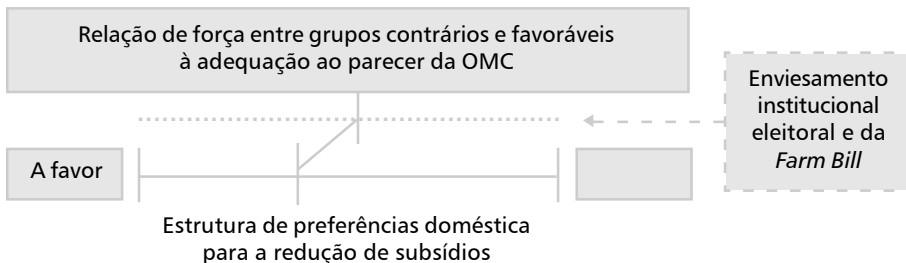 Relação de força entre grupos contrários e favoráveis
à adequação ao parecer da OMC
Enviesamento
institucional
eleitoral e da
Farm Bill
A favor
Estrutura de preferências doméstica
para a redução de subsídios